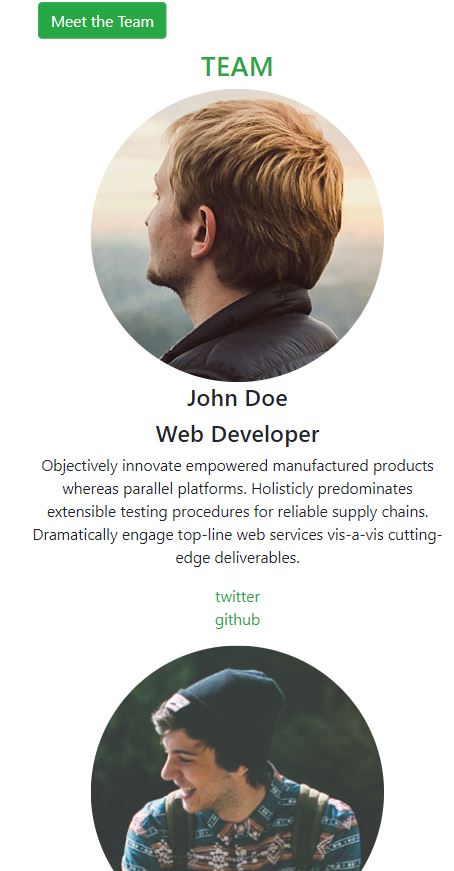 Meet the Team
TEAM
John Doe
Web Developer
Objectively innovate empowered manufactured products
whereas parallel platforms. Holisticly predominates
extensible testing procedures for reliable supply chains.
Dramatically engage top-line web services vis-a-vis cutting-
edge deliverables.
twitter
github